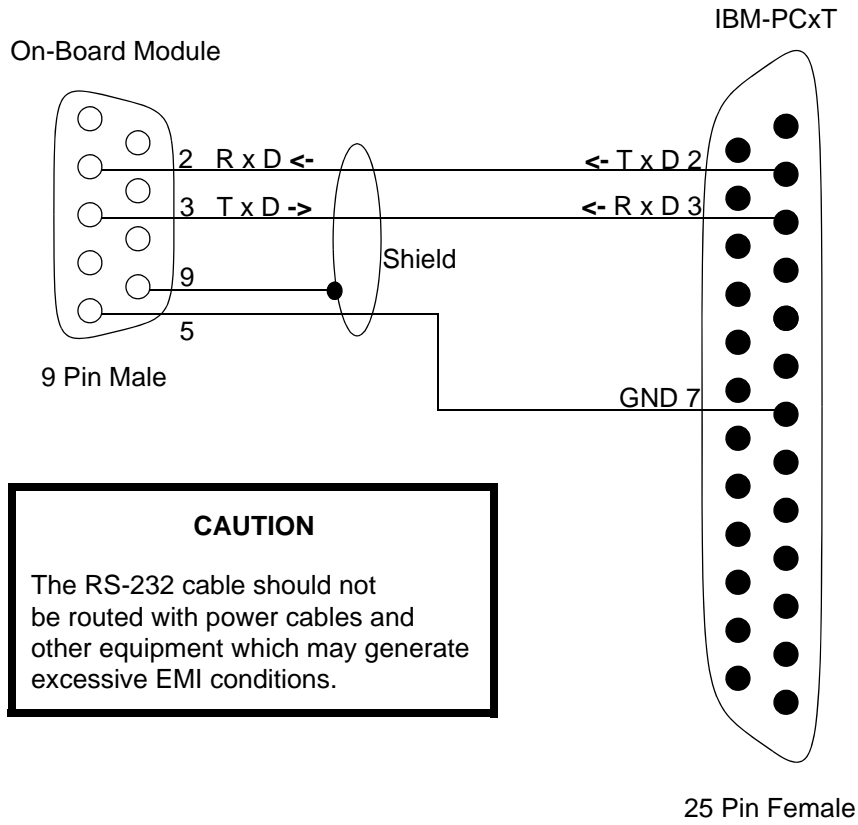 IBM-PCxT
On-Board Module
2 R x D <-
<- T x D 2
3 T x D ->
<- R x D 3
Shield
9
5
9 Pin Male
GND 7
CAUTION
The RS-232 cable should not
be routed with power cables and
other equipment which may generate
excessive EMI conditions.
25 Pin Female